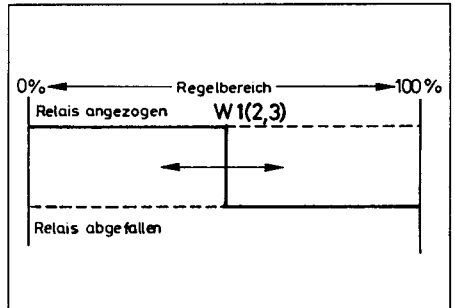 0% Regelbereich 100%
Relais angezogen W1(2,3)
Relais abgefallen